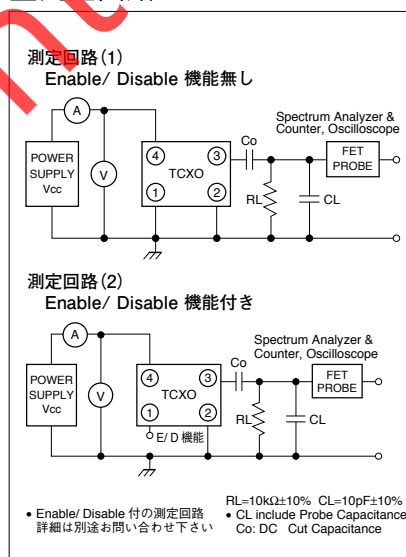 測定回路(1)
Enable/ Disable 機能無し
Spectrum Analyzer &
Counter, Oscilloscope
A
Co
FET
PROBE
POWER
SUPPLY
Vcc
V
4
3
TCXO
1
2
RL
CL
測定回路(2)
Enable/ Disable 機能付き
Spectrum Analyzer &
Counter, Oscilloscope
A
Co
FET
PROBE
POWER
SUPPLY
Vcc
V
4
3
TCXO
1
2
E/ D 機能
RL
CL
• Enable/ Disable 付の測定回路
詳細は別途お問い合わせ下さい
RL=10kΩ±10% CL=10pF±10%
• CL include Probe Capacitance
Co: DC Cut Capacitance